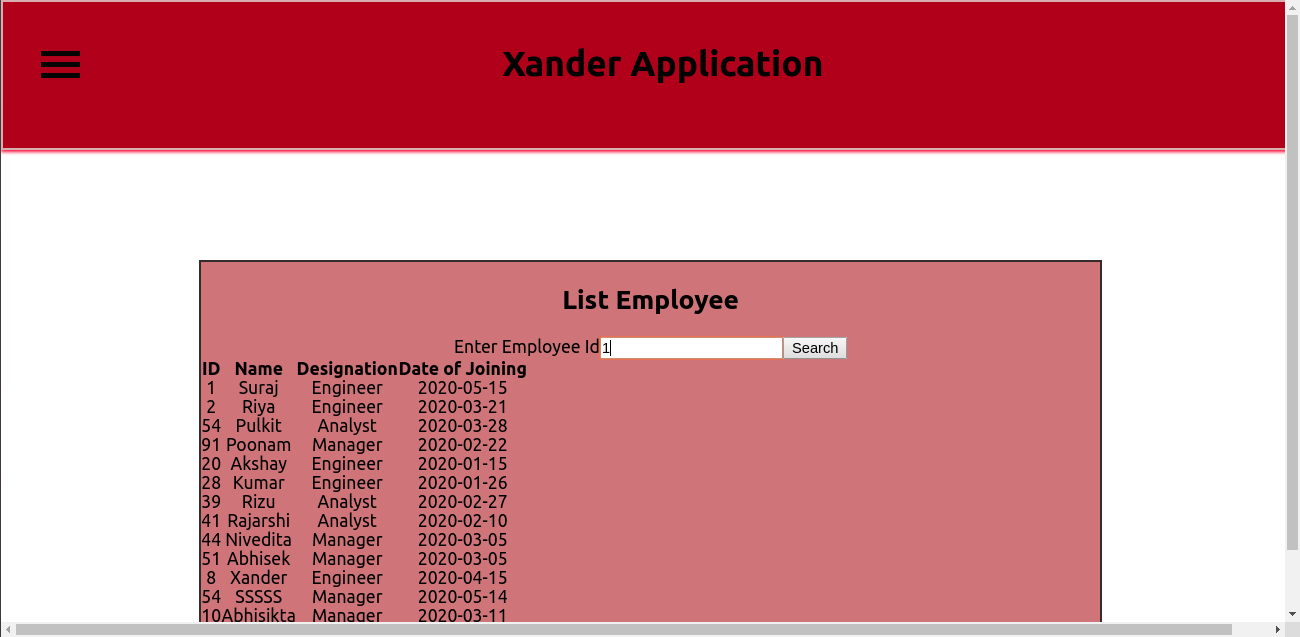 Xander Application
List Employee
Enter Employee Id 1 Search
ID Name Designation Date of Joining
1 Suraj Engineer 2020-05-15
2 Riya Engineer 2020-03-21
54 Pulkit Analyst 2020-03-28
91 Poonam Manager 2020-02-22
20 Akshay Engineer 2020-01-15
28 Kumar Engineer 2020-01-26
39 Rizu Analyst 2020-02-27
41 Rajarshi Analyst 2020-02-10
44 Nivedita Manager 2020-03-05
51 Abhisek Manager 2020-03-05
8 Xander Engineer 2020-04-15
54 SSSSS Manager 2020-05-14
10 Abhisikta Manager 2020-03-11